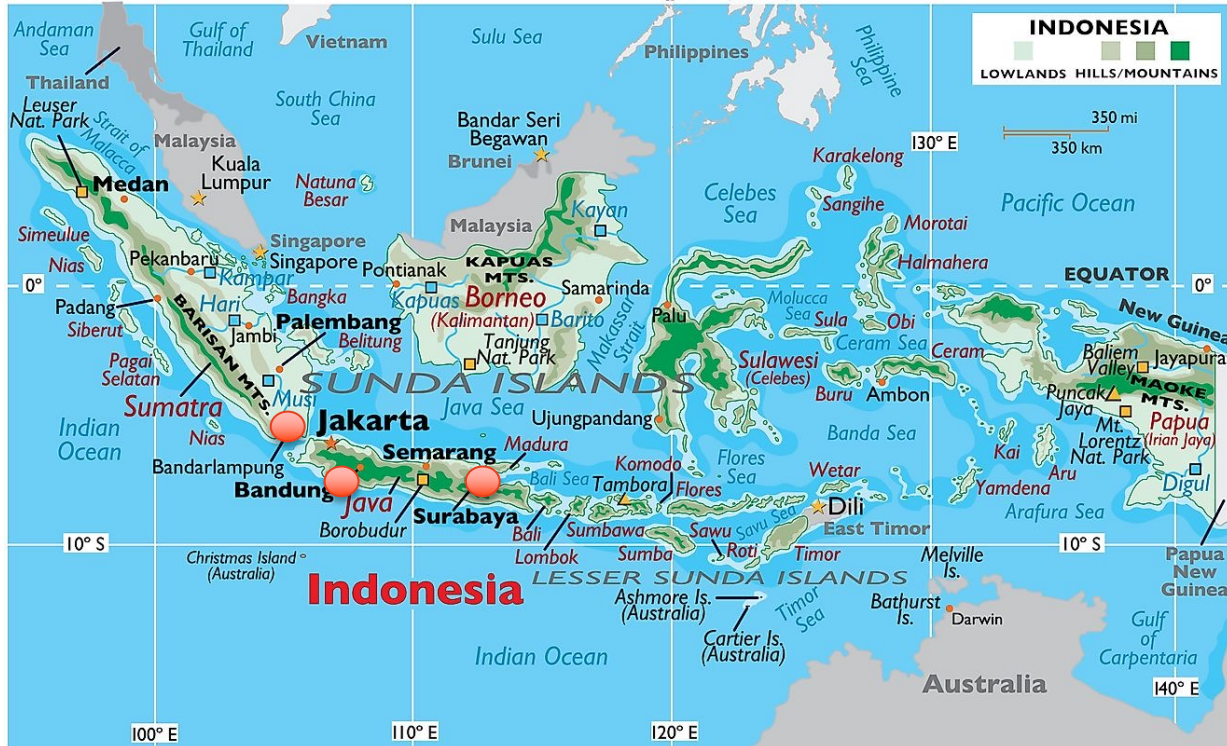 Andaman
Sea
Gulf of
Thailand
Vietnam
Sulu Sea
Philippines
Philippine
Sea
INDONESIA
LOWLANDS HILLS/MOUNTAINS
350 mi
350 km
Thailand
Leuser
Nat. Park
Strait of
Malacca
South China
Sea
Malaysia
Kuala
Lumpur
Bandar Seri
Begawan
Brunei
130º E
Karakelong
Sangihe
Celebes
Sea
Morotai
Pacific Ocean
Medan
Natuna
Besar
Kayan
Malaysia
Simeulue
Nias
Singapore
Singapore
Pekanbaru
Kampar
Pontianak
KAPUAS
MTS.
Halmahera
EQUATOR
0º
0º
Padang
Hari
Bangka
Kapuas
Borneo
(Kalimantan)
Samarinda
Barito
Makassar
Strait
Palu
Molucca
Sea
Sula
Obi
Ceram Sea
New Guinea
Siberut
BARISAN MTS.
Jambi
Palembang
Belitung
Tanjung
Nat. Park
Sulawesi
(Celebes)
Ceram
Baliem
Valley
Jayapura
Pagai
Selatan
SUNDA ISLANDS
Buru
Ambon
Puncak
Jaya
MAOKE
MTS.
Sumatra
Musi
Java Sea
Ujungpandang
Mt.
Lorentz
Nat. Park
Papua
(Irian Jaya)
Indian
Ocean
Nias
Jakarta
Banda Sea
Kai
Aru
Bandarlampung
Semarang
Madura
Bali Sea
Komodo
Tambora
Flores
Flores
Sea
Wetar
Yamdena
Digul
Bandung
Java
Borobudur
Surabaya
Bali
Lombok
Sumbawa
Sumba
Sawu
Savu Sea
Roti
Dili
East Timor
Timor
Arafura Sea
10º S
10º S
Christmas Island
(Australia)
Indonesia
LESSER SUNDA ISLANDS
Melville
Is.
Papua
New
Guinea
Ashmore Is.
(Australia)
Timor
Sea
Bathurst
Is.
Darwin
Cartier Is.
(Australia)
Gulf
of
Carpentaria
Indian Ocean
Australia
100º E
110º E
120º E
140º E